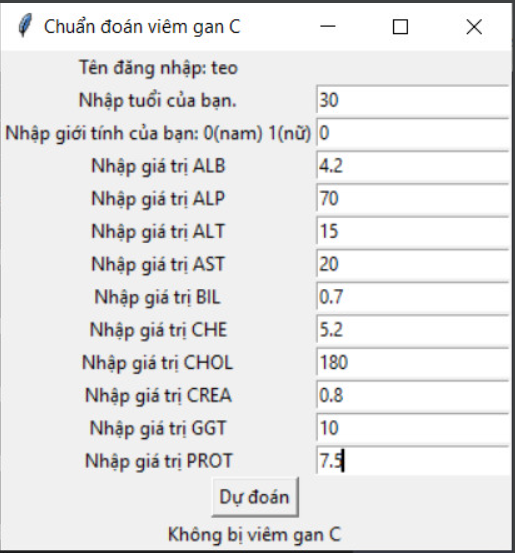 Chuẩn đoán viêm gan C
Tên đăng nhập: teo
Nhập tuổi của bạn. 30
Nhập giới tính của bạn: 0(nam) 1(nữ) 0
Nhập giá trị ALB 4.2
Nhập giá trị ALP 70
Nhập giá trị ALT 15
Nhập giá trị AST 20
Nhập giá trị BIL 0.7
Nhập giá trị CHE 5.2
Nhập giá trị CHOL 180
Nhập giá trị CREA 0.8
Nhập giá trị GGT 10
Nhập giá trị PROT 7.5
Dự đoán
Không bị viêm gan C